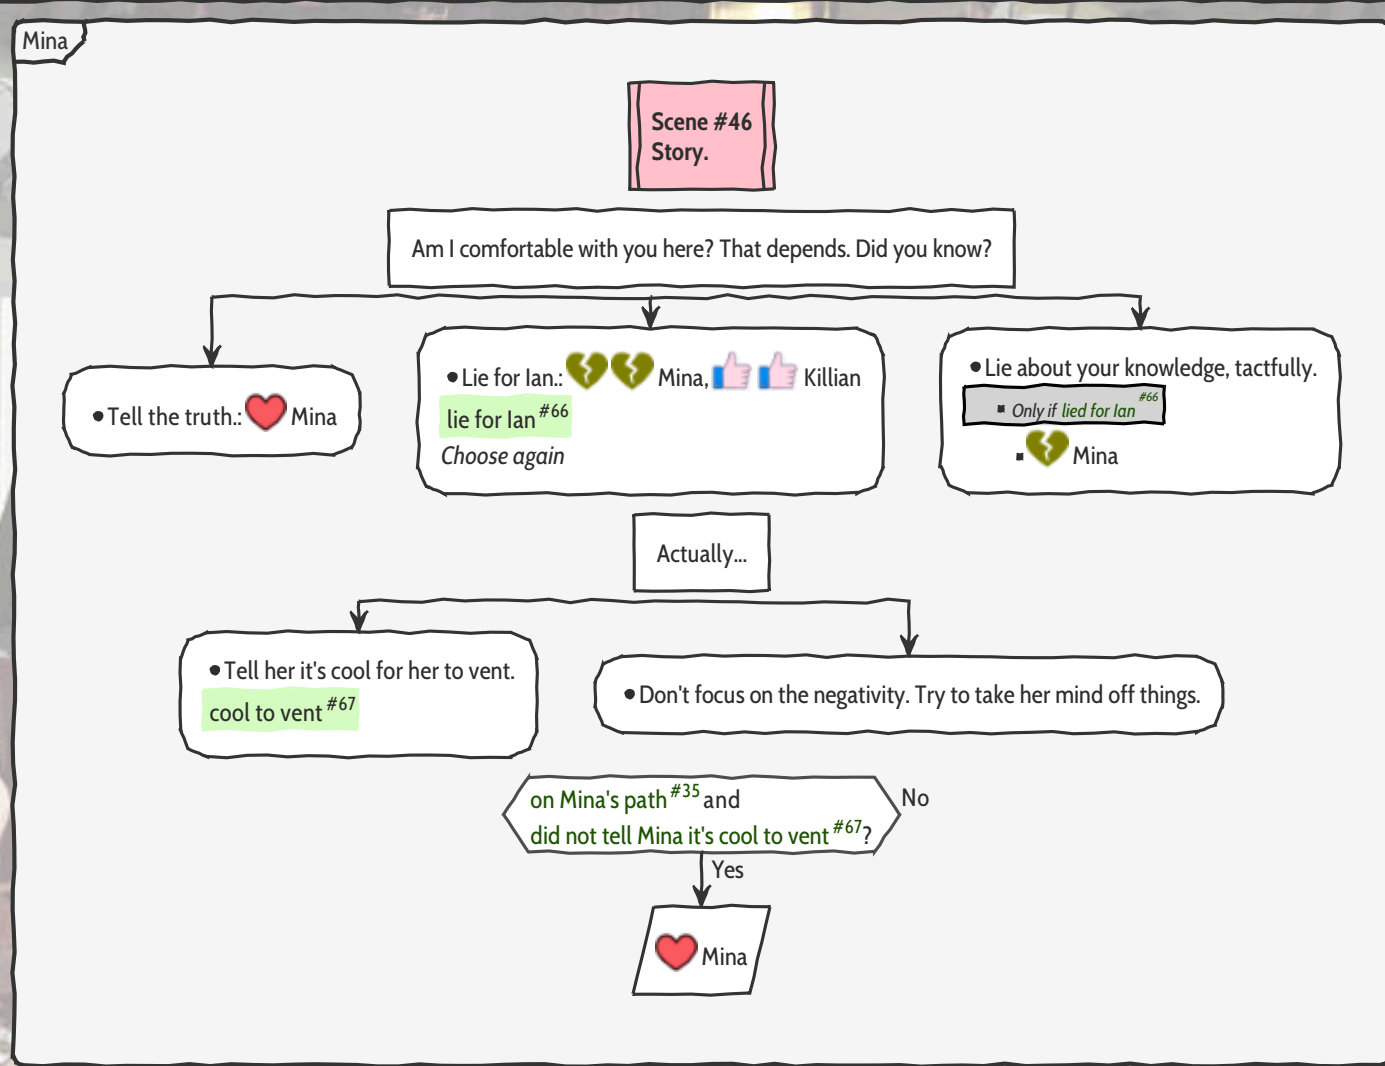 Mina
Scene #46
Story.
Am I comfortable with you here? That depends. Did you know?
Tell the truth.: Mina
Lie for Ian.: Mina, Killian
lie for Ian #66
Choose again
Lie about your knowledge, tactfully.
Only if lied for Ian #66
Mina
Actually...
Tell her it's cool for her to vent.
cool to vent #67
Don't focus on the negativity. Try to take her mind off things.
on Mina's path #35 and
did not tell Mina it's cool to vent #67?
No
Yes
Mina